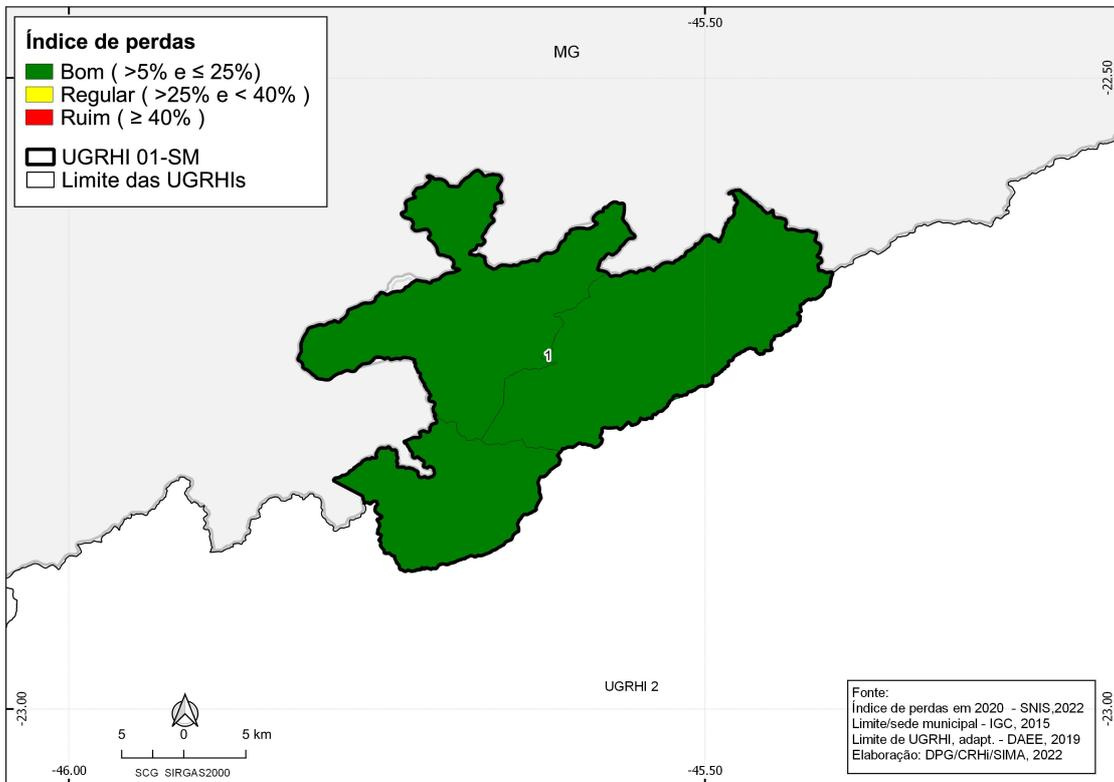 -45.50
MG
-22.50
Índice de perdas
Bom ( >5% e ≤ 25%)
Regular ( >25% e < 40% )
Ruim ( ≥ 40% )
UGRHI 01-SM
Limite das UGRHIs
1
UGRHI 2
-23.00
-23.00
5 0 5 km
SCG SIRGAS2000
Fonte:
Índice de perdas em 2020 - SNIS,2022
Limite/sede municipal - IGC, 2015
Limite de UGRHI, adapt. - DAEE, 2019
Elaboração: DPG/CRHi/SIMA, 2022
-46.00
-45.50